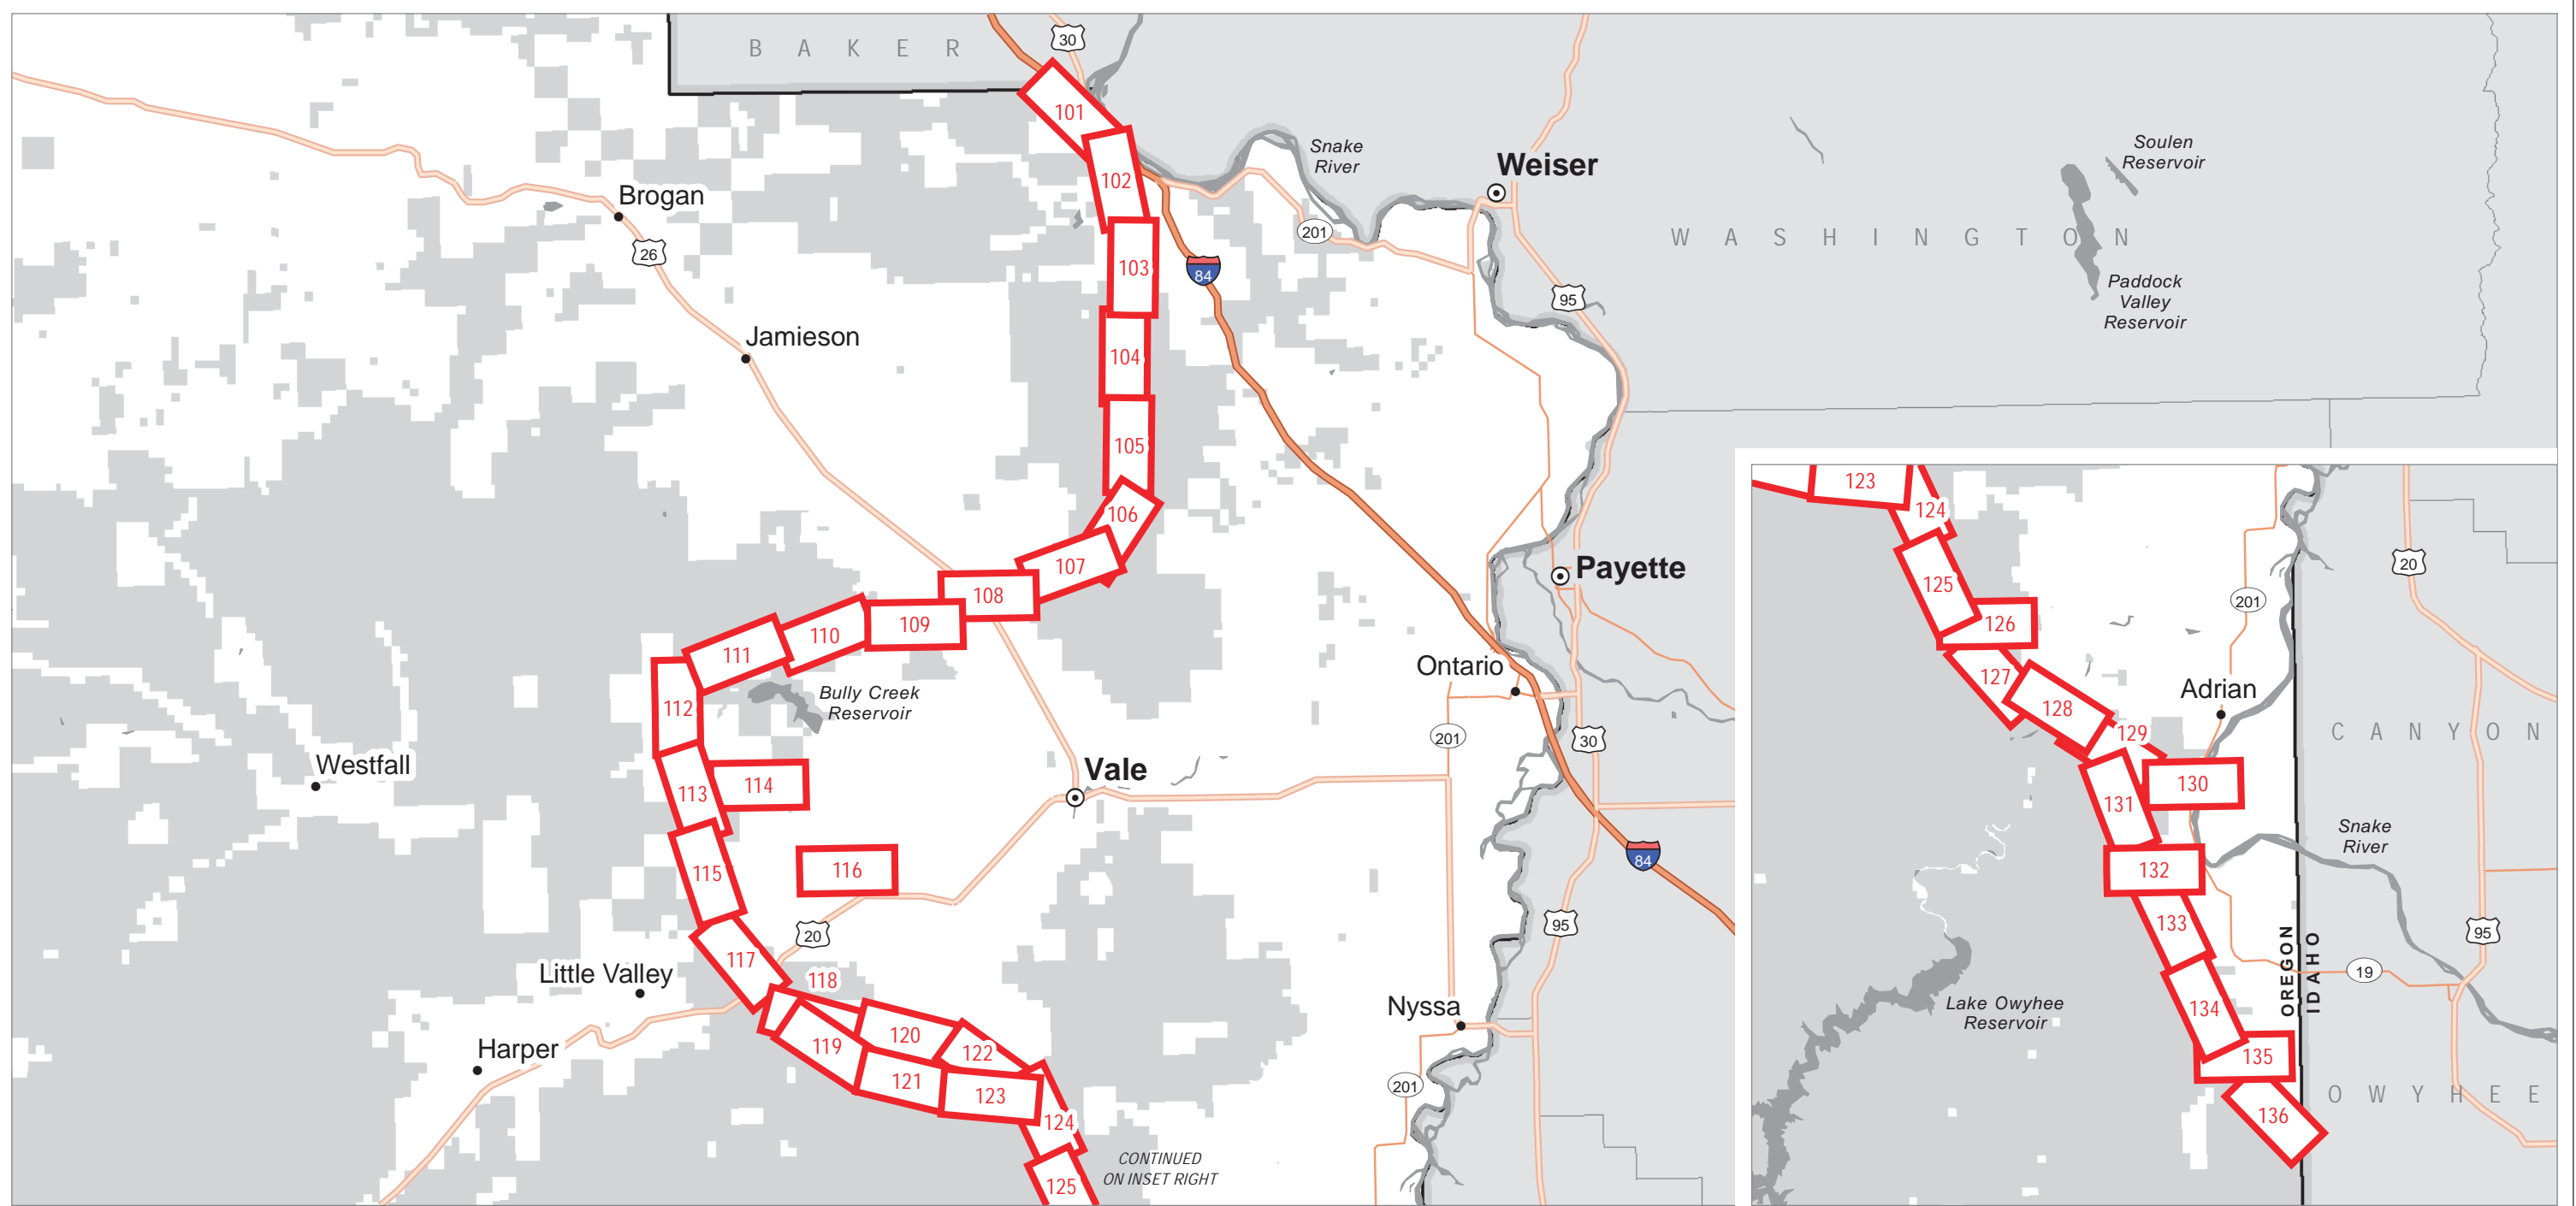 B A K E R
30
101
Snake
River
Weiser
Soulen
Reservoir
102
Brogan
201
W A S H I N G T O N
26
103
84
95
Paddock
Valley
Reservoir
Jamieson
104
105
106
107
Payette
108
109
110
111
Ontario
112
Bully Creek
Reservoir
201
30
Westfall
113
114
Vale
84
115
116
20
95
117
Little Valley
118
Nyssa
120
119
122
Harper
121
123
201
124
CONTINUED
ON INSET RIGHT
125
123
124
20
125
201
126
127
Adrian
128
129
C A N Y O N
130
131
Snake
River
132
133
95
OREGON
IDAHO
19
Lake Owyhee
Reservoir
134
135
O W Y H E E
136